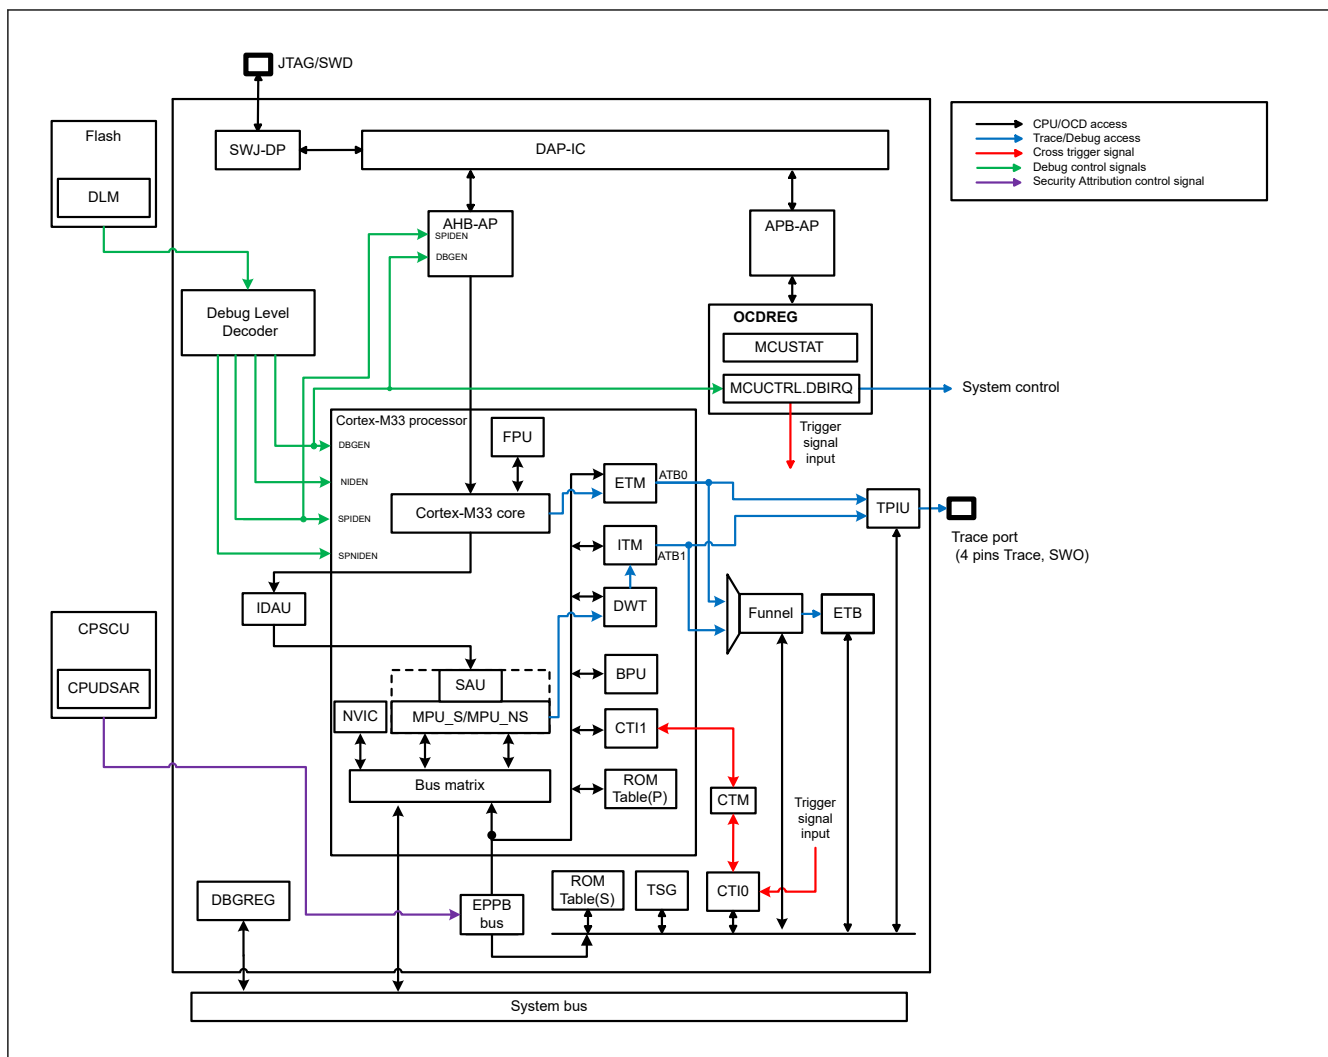 JTAG/SWD
Flash
DLM
SWJ-DP
DAP-IC
CPU/OCD access
Trace/Debug access
Cross trigger signal
Debug control signals
Security Attribution control signal
AHB-AP
SPIDEN
DBGEN
APB-AP
Debug Level
Decoder
OCDREG
MCUSTAT
MCUCTRL.DBIRQ
System control
Trigger
signal
input
Cortex-M33 processor
DBGEN
NIDEN
SPIDEN
SPNIDEN
FPU
Cortex-M33 core
ETM
ATB0
ITM
ATB1
DWT
TPIU
Trace port
(4 pins Trace, SWO)
IDAU
Funnel
ETB
CPSCU
CPUDSAR
SAU
MPU_S/MPU_NS
NVIC
BPU
CTI1
Bus matrix
ROM
Table(P)
CTM
Trigger
signal
input
DBGREG
EPPB
bus
ROM
Table(S)
TSG
CTI0
System bus